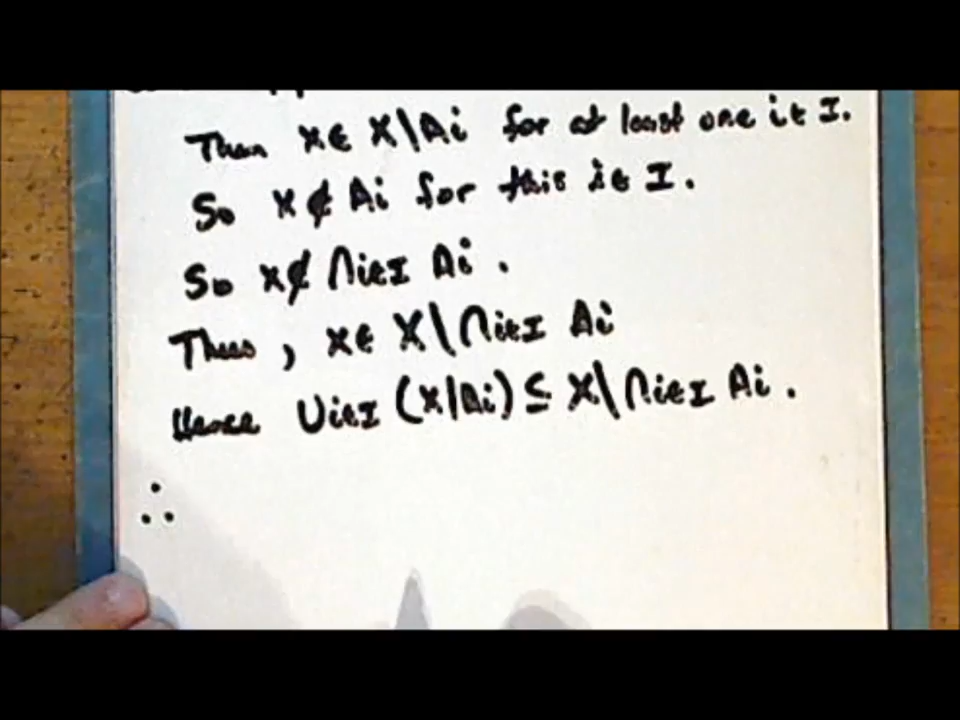 Then x∈ X\Ai for at least one i∈ I.
So x∉ Ai for this i∈ I.
So x∉ ∩i∈I Ai.
Thus, x∈ X\∩i∈I Ai
Hence ∪i∈I (X\Ai) ⊆ X\∩i∈I Ai.
∴